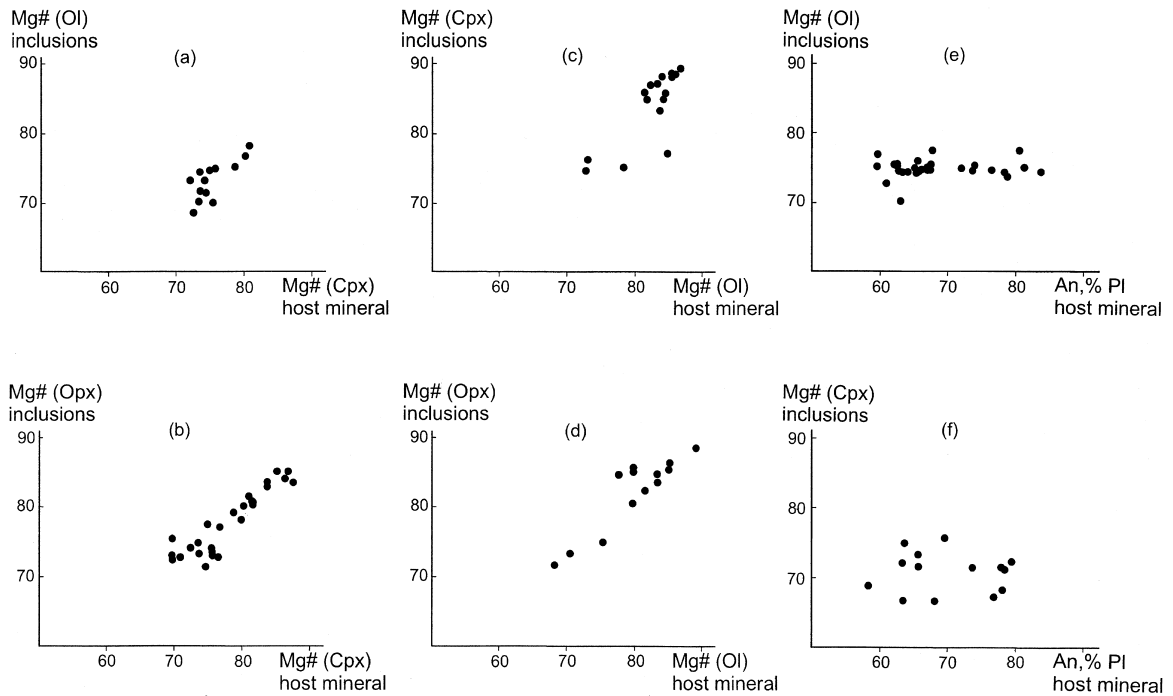 Mg# (Ol)
inclusions
(a)
90
80
70
60
70
80
Mg# (Cpx)
host mineral
Mg# (Cpx)
inclusions
(c)
90
80
70
60
70
80
Mg# (Ol)
host mineral
Mg# (Ol)
inclusions
(e)
90
80
70
60
70
80
An,% Pl
host mineral
Mg# (Opx)
inclusions
(b)
90
80
70
60
70
80
Mg# (Cpx)
host mineral
Mg# (Opx)
inclusions
(d)
90
80
70
60
70
80
Mg# (Ol)
host mineral
Mg# (Cpx)
inclusions
(f)
90
80
70
60
70
80
An,% Pl
host mineral